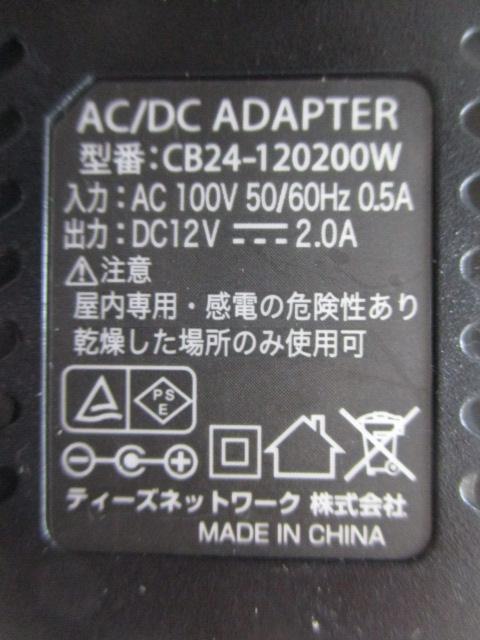 AC/DC ADAPTER
型番:CB24-120200W
入力:AC 100V 50/60Hz 0.5A
出力:DC12V ⎓ 2.0A
⚠注意
屋内専用・感電の危険性あり
乾燥した場所のみ使用可
PS
E
ティーズネットワーク 株式会社
MADE IN CHINA